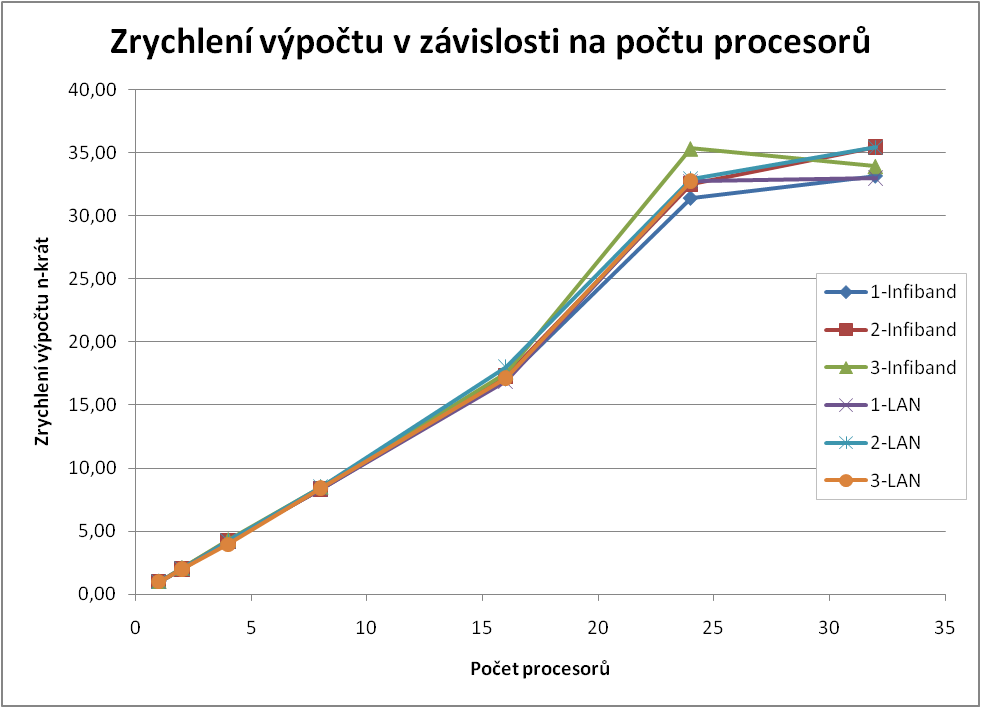 Zrychlení výpočtu v závislosti na počtu procesorů
40,00
35,00
30,00
25,00
20,00
15,00
10,00
5,00
0,00
Zrychlení výpočtu n-krát
0 5 10 15 20 25 30 35
Počet procesorů
1-Infiband
2-Infiband
3-Infiband
1-LAN
2-LAN
3-LAN